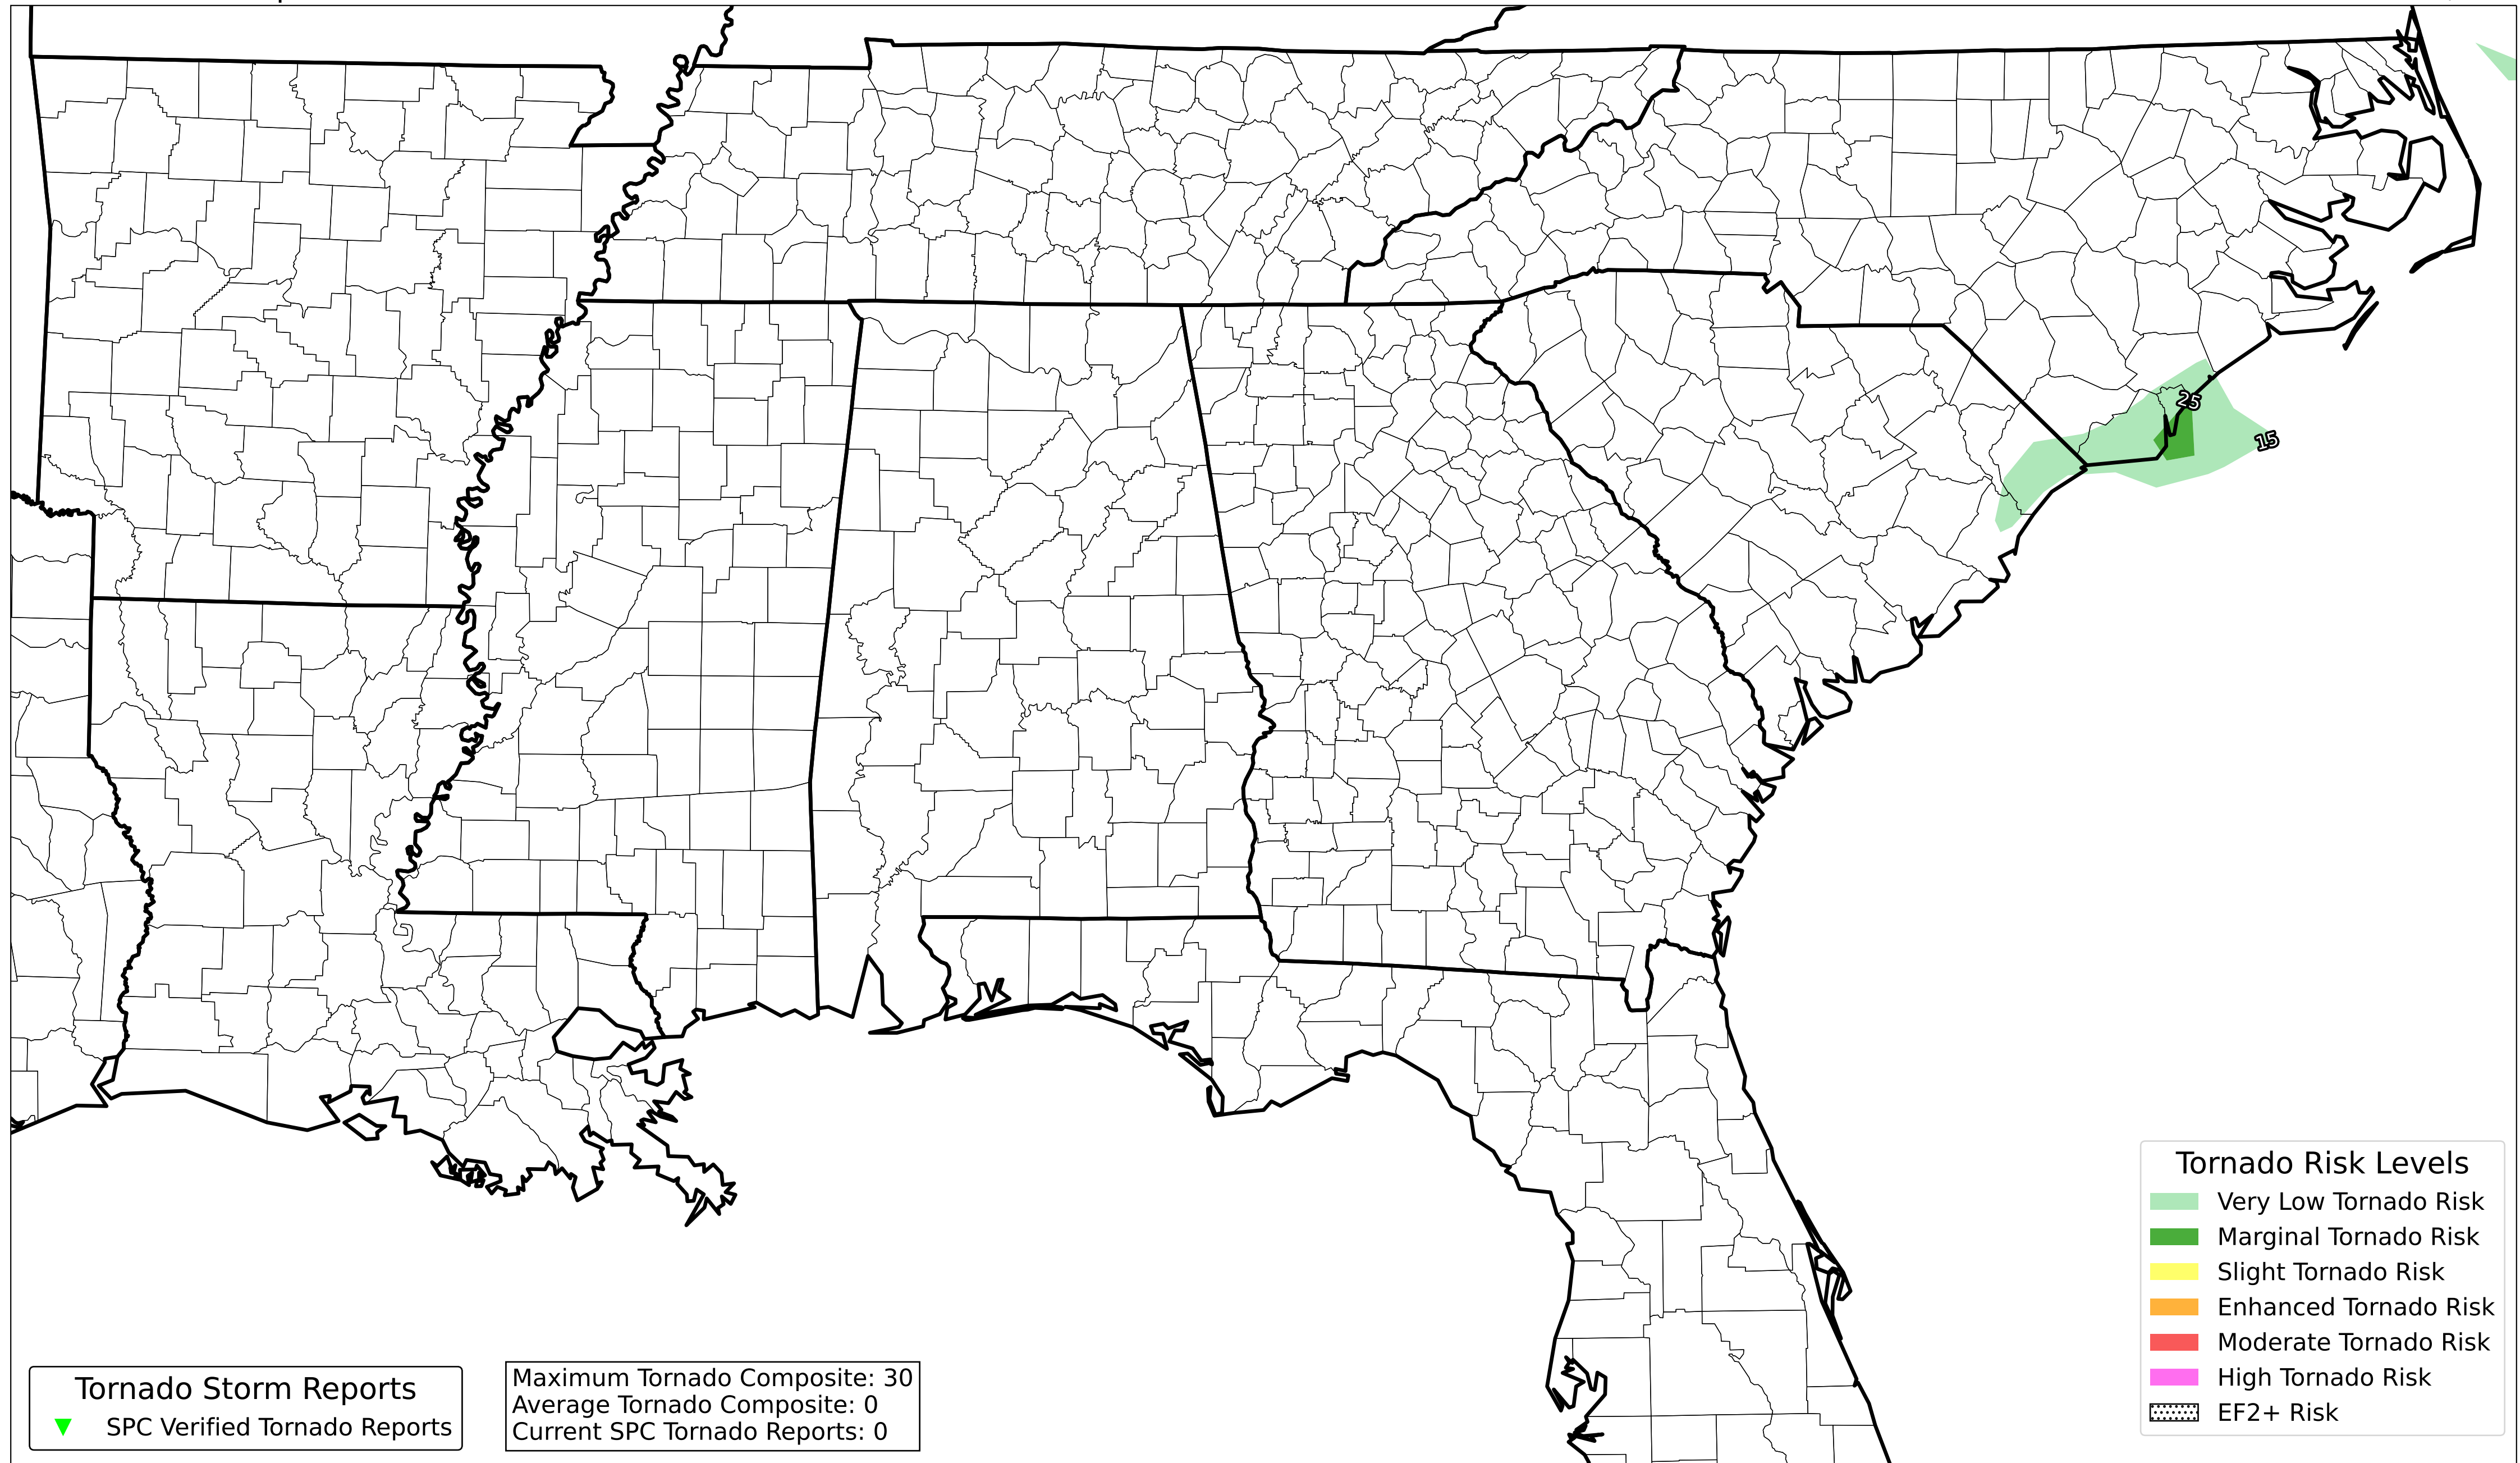 25
15
Tornado Risk Levels
Very Low Tornado Risk
Marginal Tornado Risk
Slight Tornado Risk
Enhanced Tornado Risk
Moderate Tornado Risk
High Tornado Risk
EF2+ Risk
Tornado Storm Reports
SPC Verified Tornado Reports
Maximum Tornado Composite: 30
Average Tornado Composite: 0
Current SPC Tornado Reports: 0